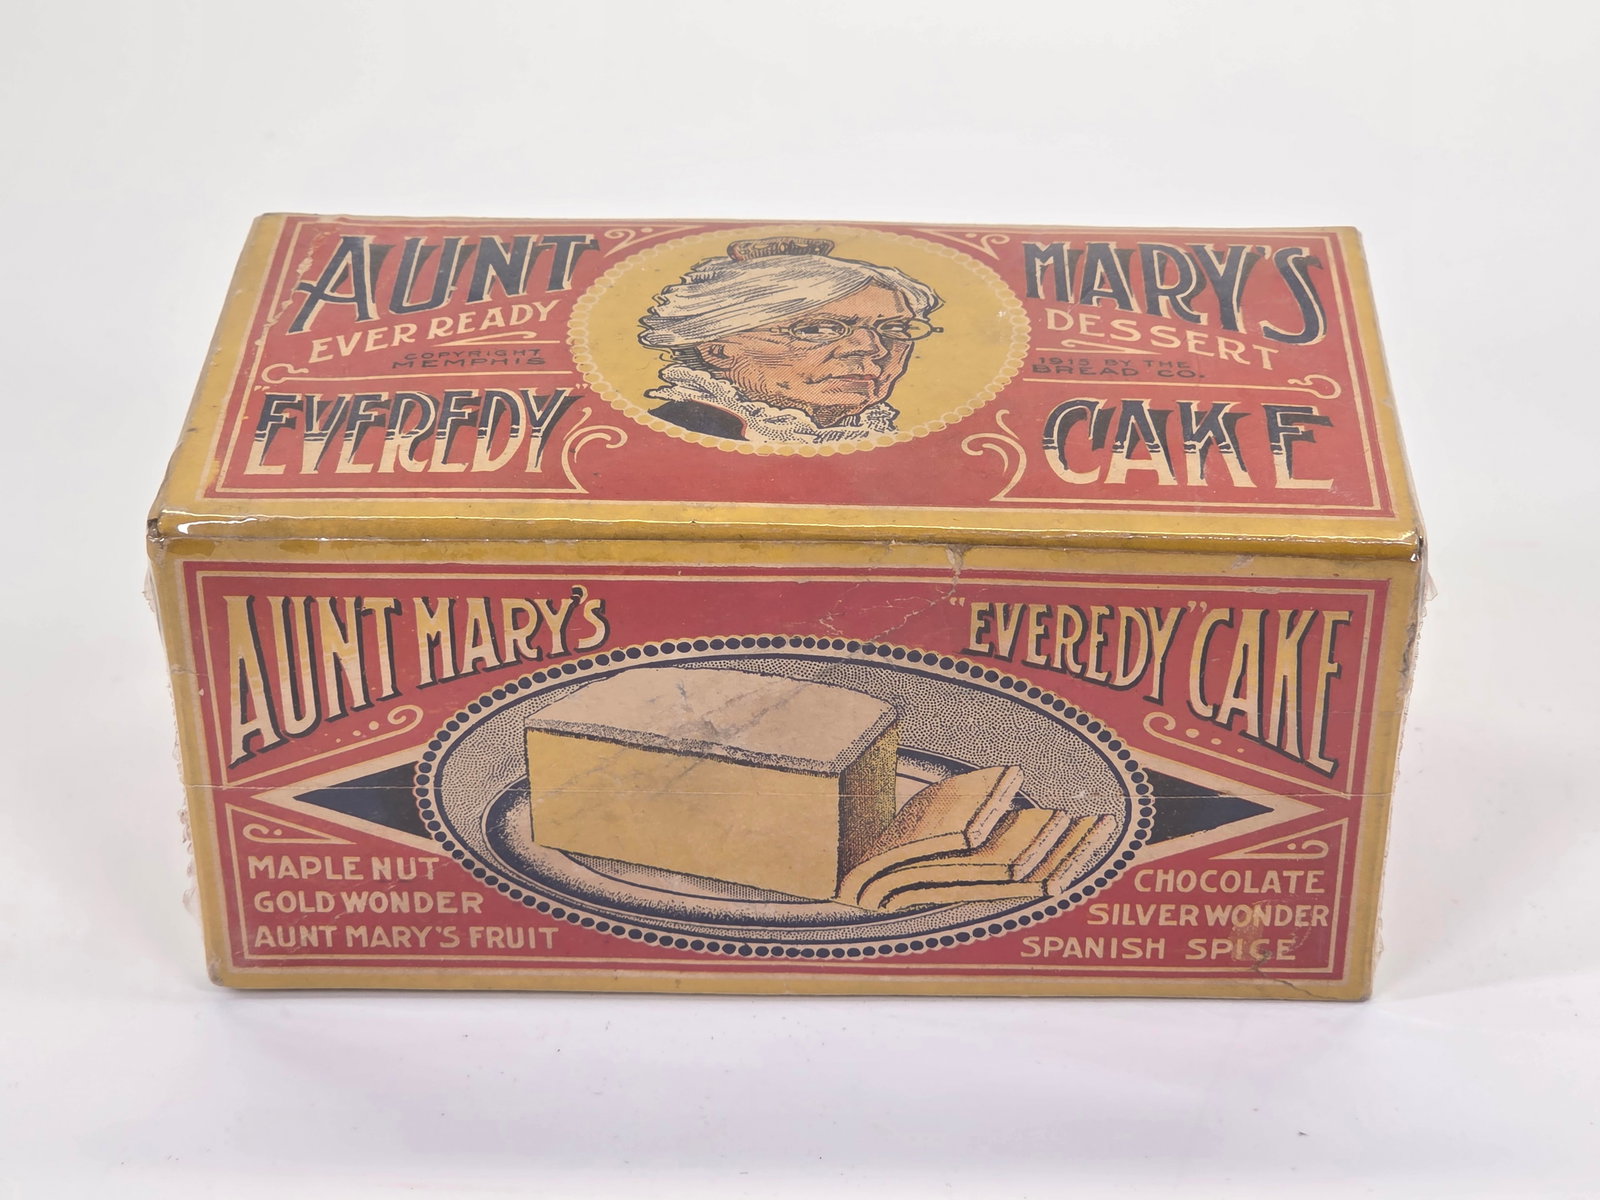 AUNT MARY'S
EVER READY DESSERT
COPYRIGHT 1915 BY THE
MEMPHIS BREAD CO.
"EVEREDY" CAKE
AUNT MARY'S "EVEREDY" CAKE
MAPLE NUT
GOLD WONDER
AUNT MARY'S FRUIT
CHOCOLATE
SILVER WONDER
SPANISH SPICE